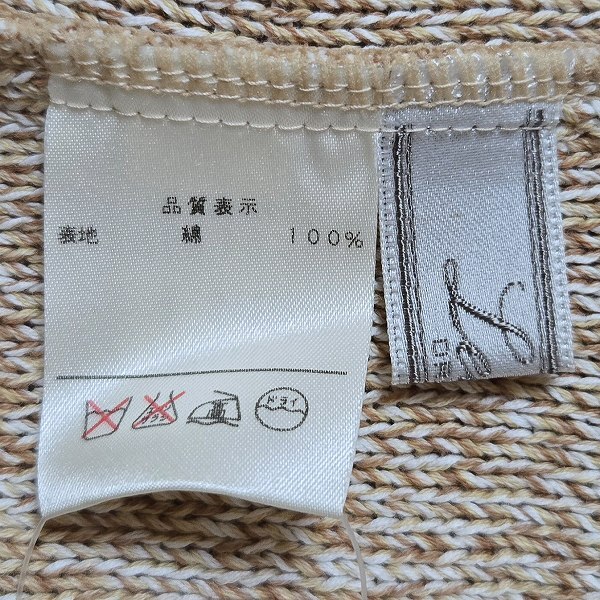 品質表示
表地 綿 100%
ドライ